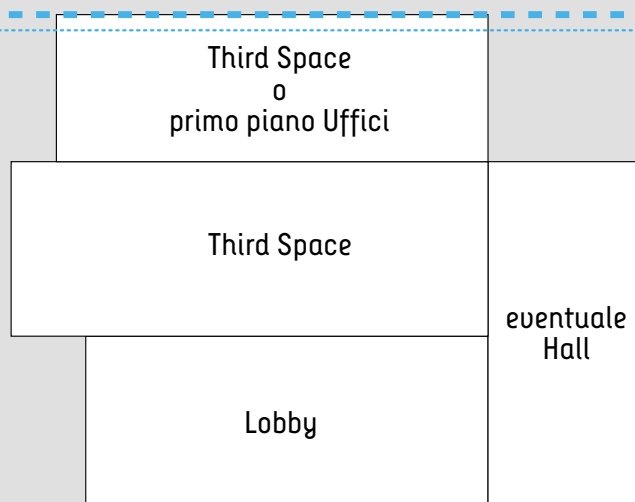 Third Space
o
primo piano Uffici
Third Space
eventuale
Hall
Lobby